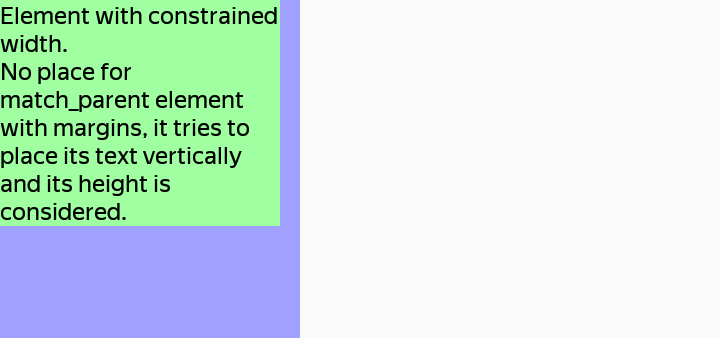 Element with constrained
width.
No place for
match_parent element
with margins, it tries to
place its text vertically
and its height is
considered.